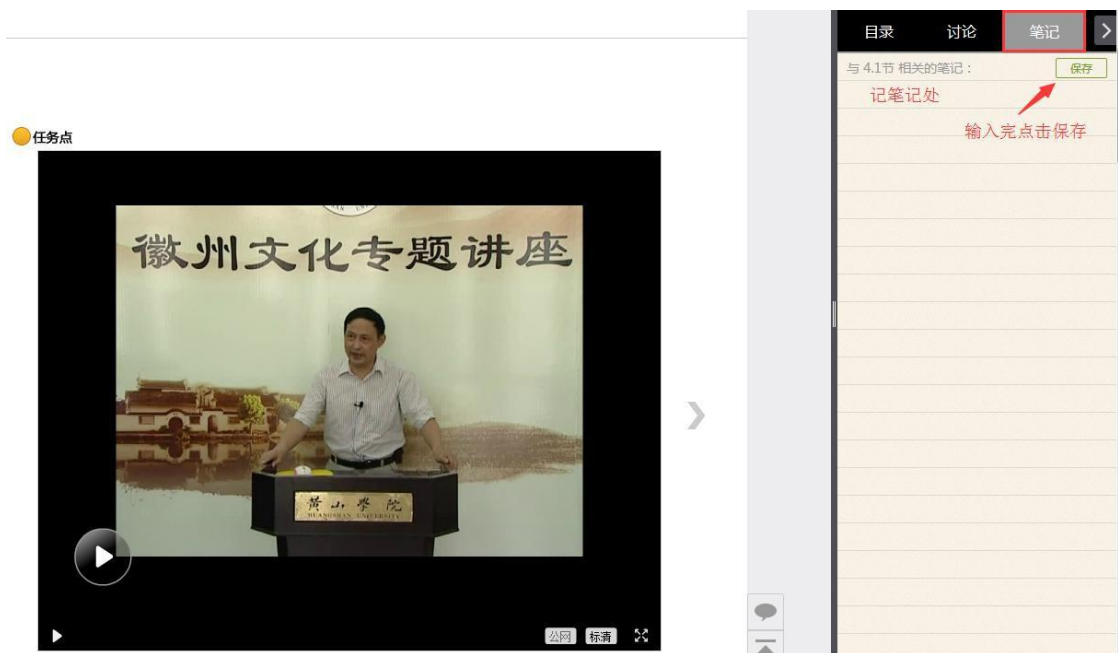 目录 讨论 笔记
与 4.1节 相关的笔记：
保存
记笔记处
输入完点击保存
任务点
徽州文化专题讲座
黄山学院
HUANGSHAN UNIVERSITY
公网 标清